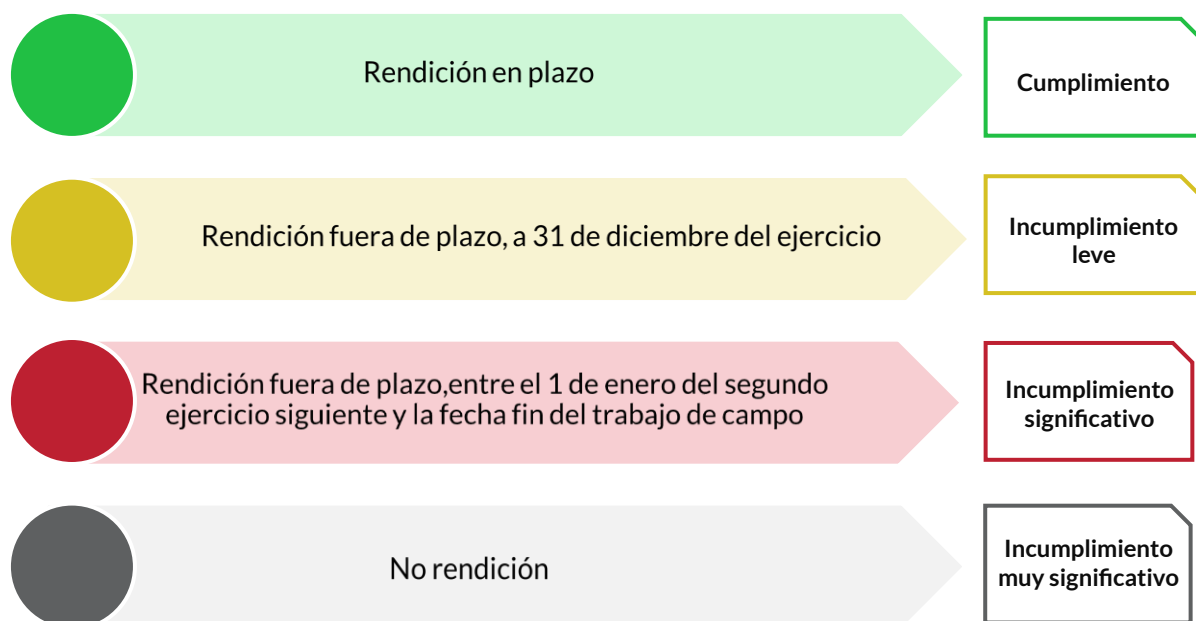 Rendición en plazo
Cumplimiento
Rendición fuera de plazo, a 31 de diciembre del ejercicio
Incumplimiento
leve
Rendición fuera de plazo,entre el 1 de enero del segundo
ejercicio siguiente y la fecha fin del trabajo de campo
Incumplimiento
significativo
No rendición
Incumplimiento
muy significativo